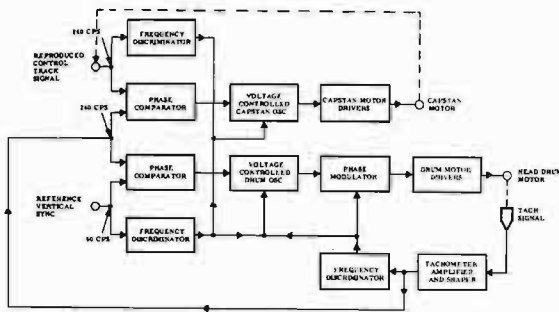 240 CPS
FREQUENCY
DISCRIMINATOR
REPRODUCED
CONTROL
TRACK
SIGNAL
PHASE
COMPARATOR
VOLTAGE
CONTROLLED
CAPSTAN OSC
CAPSTAN MOTOR
DRIVERS
CAPSTAN
MOTOR
240 CPS
PHASE
COMPARATOR
VOLTAGE
CONTROLLED
DRUM OSC
PHASE
MODULATOR
DRUM MOTOR
DRIVERS
HEAD DRUM
MOTOR
REFERENCE
VERTICAL
SYNC
60 CPS
FREQUENCY
DISCRIMINATOR
TACH
SIGNAL
FREQUENCY
DISCRIMINATOR
TACHOMETER
AMPLIFIED
AND SHAPER